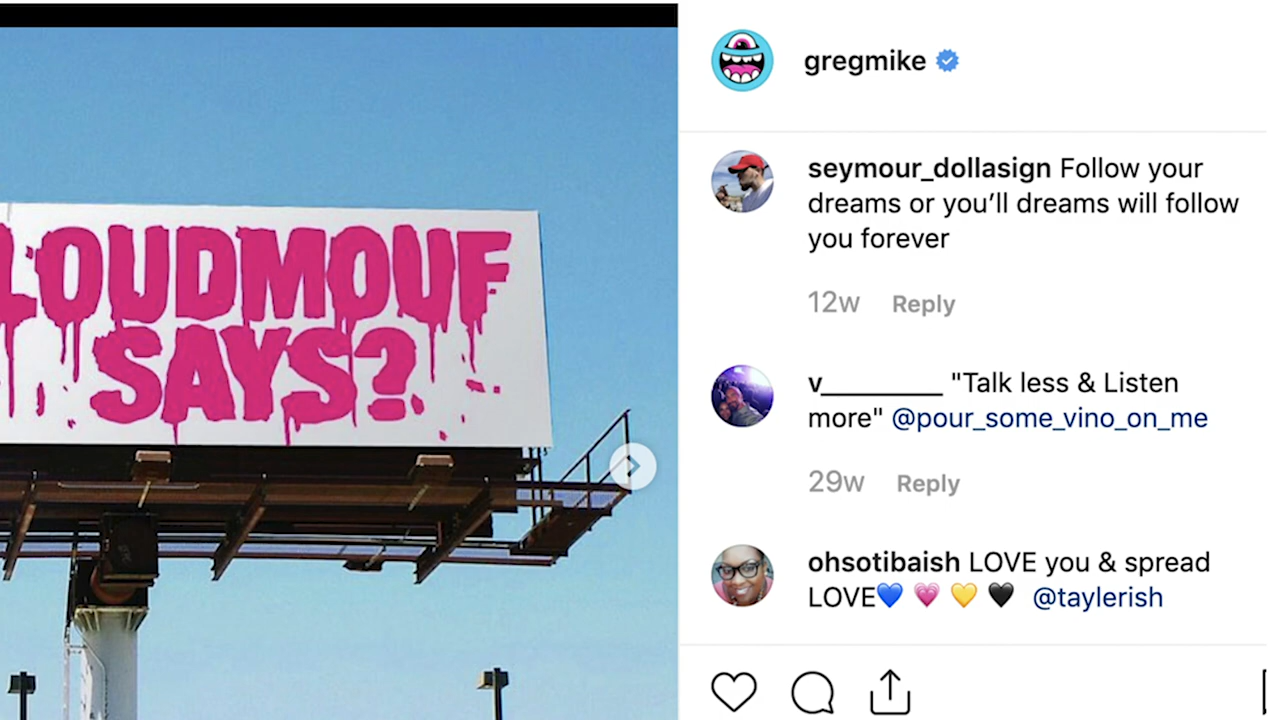 LOUDMOUF
SAYS?
gregmike
seymour_dollasign Follow your
dreams or you’ll dreams will follow
you forever
12w Reply
v_________ "Talk less & Listen
more" @pour_some_vino_on_me
29w Reply
ohsotibaish LOVE you & spread
LOVE💙 💗 💛 🖤 @taylerish